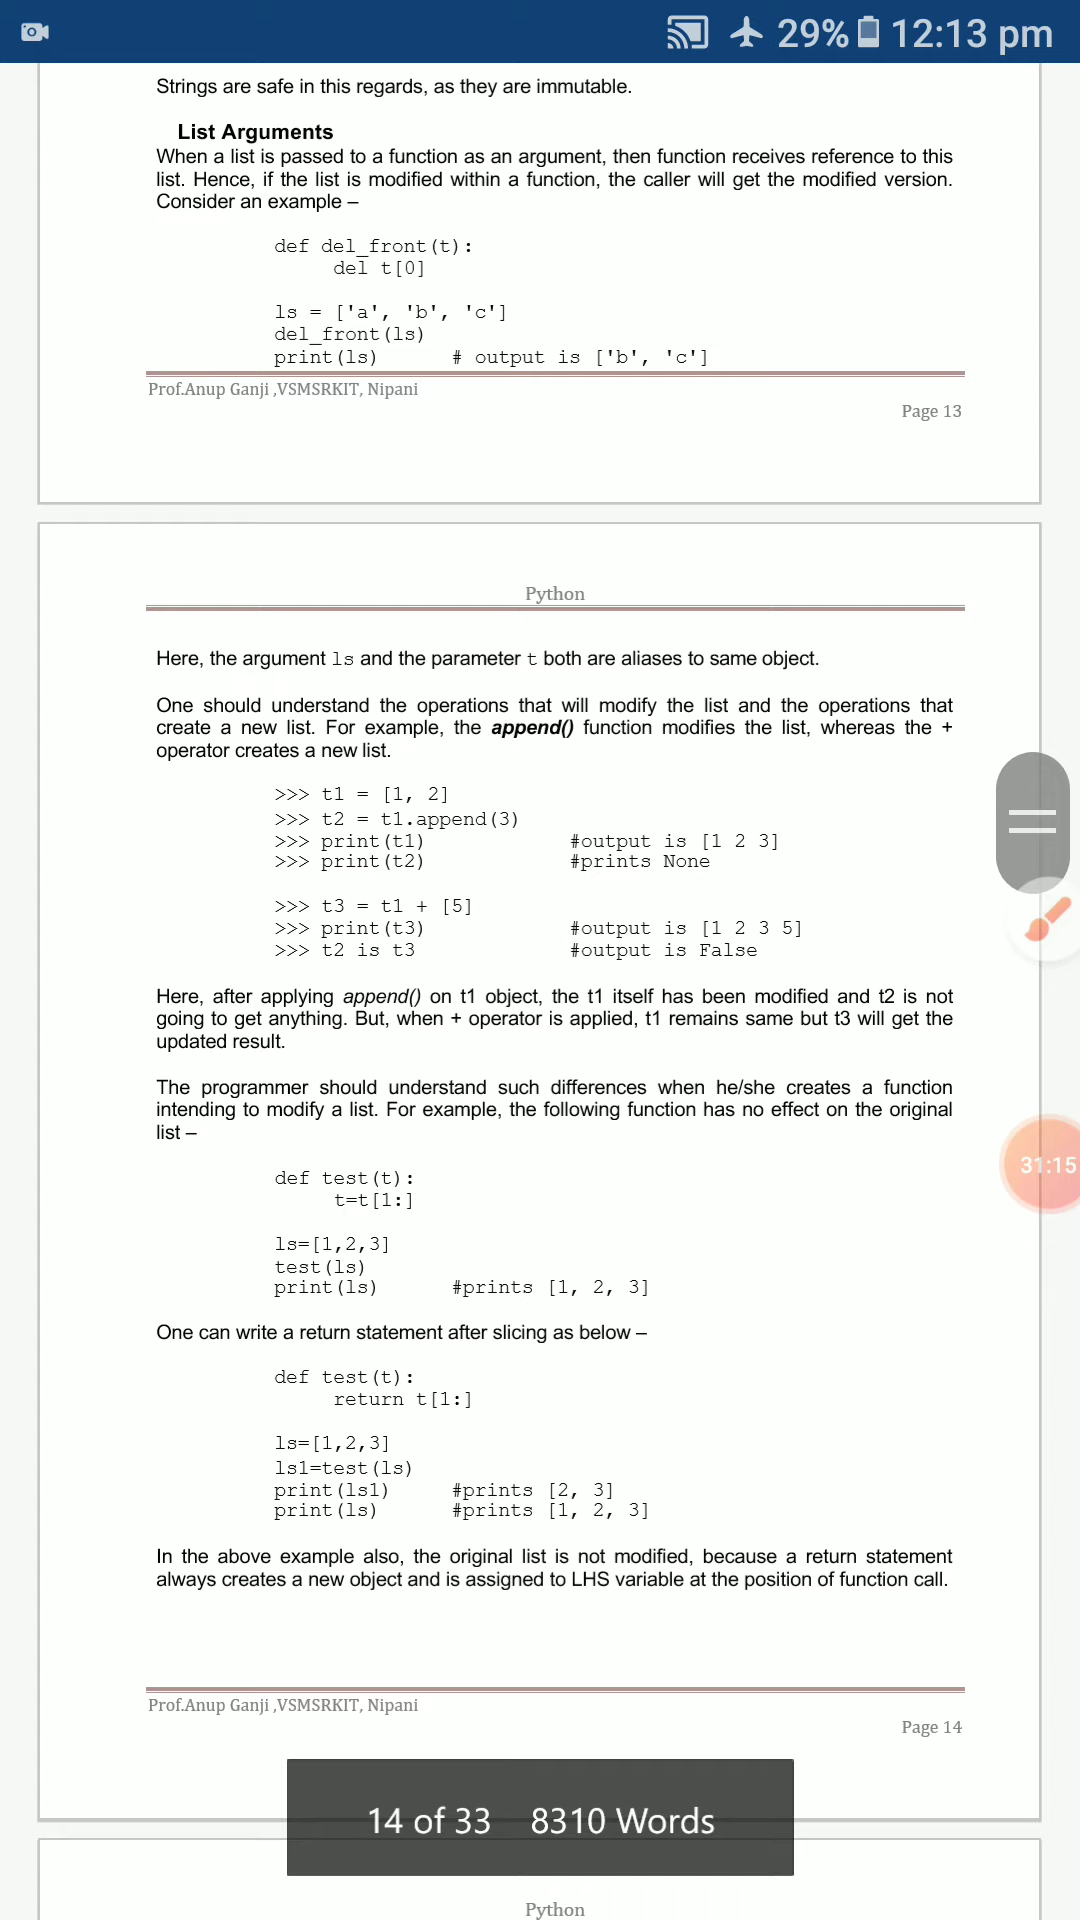 29% 12:13 pm
Strings are safe in this regards, as they are immutable.
List Arguments
When a list is passed to a function as an argument, then function receives reference to this
list. Hence, if the list is modified within a function, the caller will get the modified version.
Consider an example –
def del_front(t):
del t[0]
ls = ['a', 'b', 'c']
del_front(ls)
print(ls) # output is ['b', 'c']
Prof.Anup Ganji ,VSMSRKIT, Nipani
Page 13
Python
Here, the argument ls and the parameter t both are aliases to same object.
One should understand the operations that will modify the list and the operations that
create a new list. For example, the append() function modifies the list, whereas the +
operator creates a new list.
>>> t1 = [1, 2]
>>> t2 = t1.append(3)
>>> print(t1) #output is [1 2 3]
>>> print(t2) #prints None
>>> t3 = t1 + [5]
>>> print(t3) #output is [1 2 3 5]
>>> t2 is t3 #output is False
Here, after applying append() on t1 object, the t1 itself has been modified and t2 is not
going to get anything. But, when + operator is applied, t1 remains same but t3 will get the
updated result.
The programmer should understand such differences when he/she creates a function
intending to modify a list. For example, the following function has no effect on the original
list –
31:15
def test(t):
t=t[1:]
ls=[1,2,3]
test(ls)
print(ls) #prints [1, 2, 3]
One can write a return statement after slicing as below –
def test(t):
return t[1:]
ls=[1,2,3]
ls1=test(ls)
print(ls1) #prints [2, 3]
print(ls) #prints [1, 2, 3]
In the above example also, the original list is not modified, because a return statement
always creates a new object and is assigned to LHS variable at the position of function call.
Prof.Anup Ganji ,VSMSRKIT, Nipani
Page 14
14 of 33 8310 Words
Python